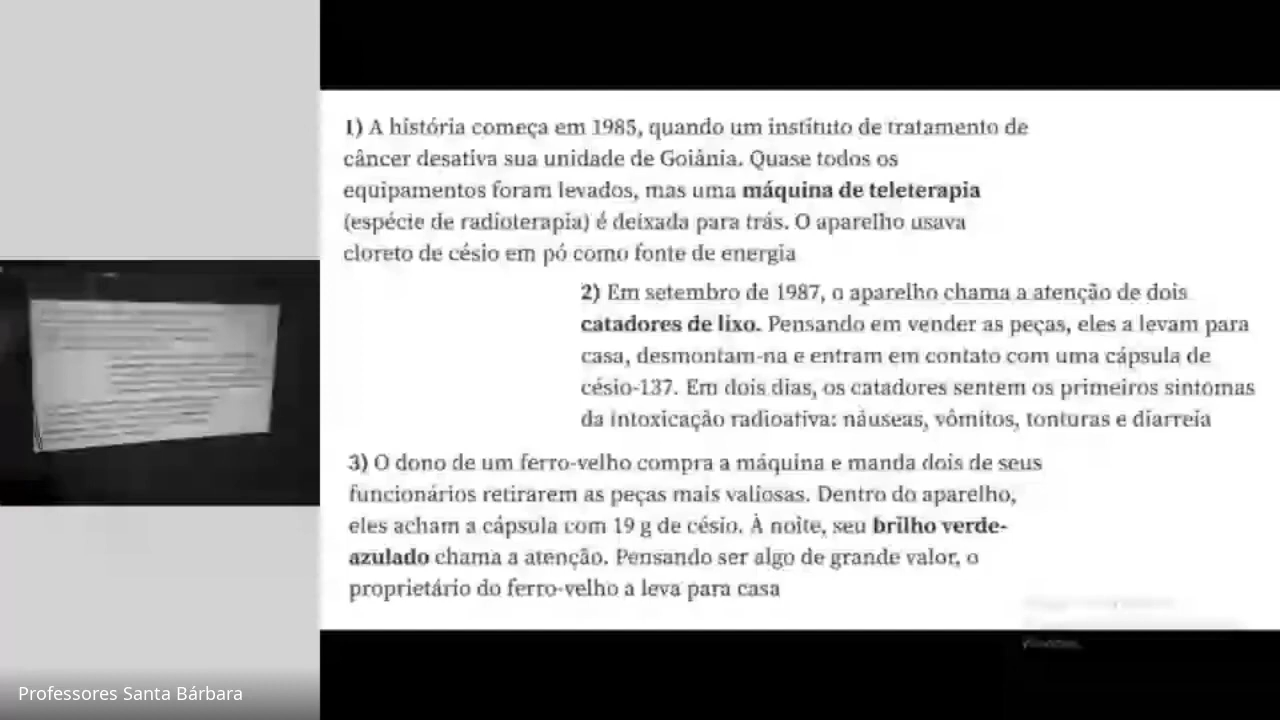 1) A história começa em 1985, quando um instituto de tratamento de
câncer desativa sua unidade de Goiânia. Quase todos os
equipamentos foram levados, mas uma máquina de teleterapia
(espécie de radioterapia) é deixada para trás. O aparelho usava
cloreto de césio em pó como fonte de energia
2) Em setembro de 1987, o aparelho chama a atenção de dois
catadores de lixo. Pensando em vender as peças, eles a levam para
casa, desmontam-na e entram em contato com uma cápsula de
césio-137. Em dois dias, os catadores sentem os primeiros sintomas
da intoxicação radioativa: náuseas, vômitos, tonturas e diarreia
3) O dono de um ferro-velho compra a máquina e manda dois de seus
funcionários retirarem as peças mais valiosas. Dentro do aparelho,
eles acham a cápsula com 19 g de césio. À noite, seu brilho verde-
azulado chama a atenção. Pensando ser algo de grande valor, o
proprietário do ferro-velho a leva para casa
Professores Santa Bárbara